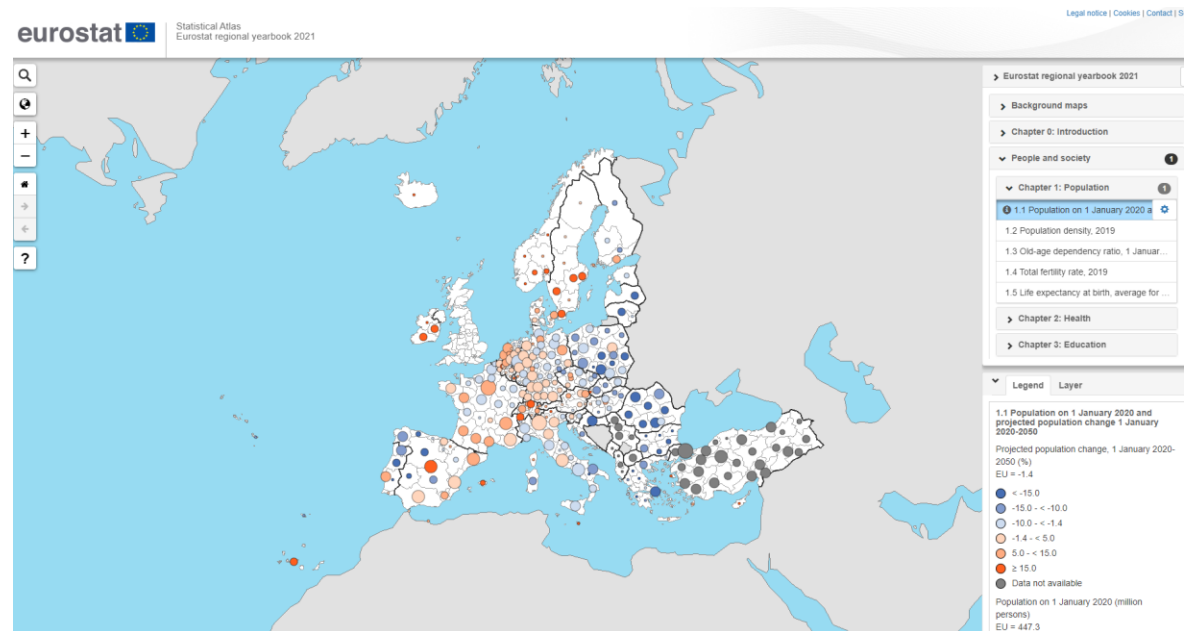 Legal notice | Cookies | Contact | S
eurostat
Statistical Atlas
Eurostat regional yearbook 2021
+
−
?
Eurostat regional yearbook 2021
Background maps
Chapter 0: Introduction
People and society
1
Chapter 1: Population
1
1.1 Population on 1 January 2020 a
1.2 Population density, 2019
1.3 Old-age dependency ratio, 1 Januar...
1.4 Total fertility rate, 2019
1.5 Life expectancy at birth, average for ...
Chapter 2: Health
Chapter 3: Education
Legend Layer
1.1 Population on 1 January 2020 and
projected population change 1 January
2020-2050
Projected population change, 1 January 2020-
2050 (%)
EU = -1.4
< -15.0
-15.0 - < -10.0
-10.0 - < -1.4
-1.4 - < 5.0
5.0 - < 15.0
≥ 15.0
Data not available
Population on 1 January 2020 (million
persons)
EU = 447.3